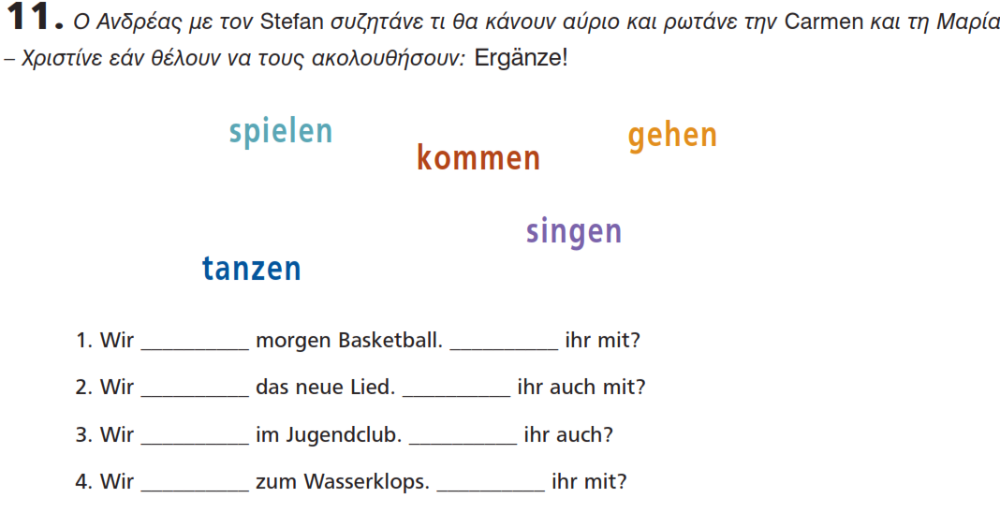 11. Ο Ανδρέας με τον Stefan συζητάνε τι θα κάνουν αύριο και ρωτάνε την Carmen και τη Μαρία
– Χριστίνε εάν θέλουν να τους ακολουθήσουν: Ergänze!
spielen
kommen
gehen
singen
tanzen
1. Wir __________ morgen Basketball. __________ ihr mit?
2. Wir __________ das neue Lied. __________ ihr auch mit?
3. Wir __________ im Jugendclub. __________ ihr auch?
4. Wir __________ zum Wasserklops. __________ ihr mit?